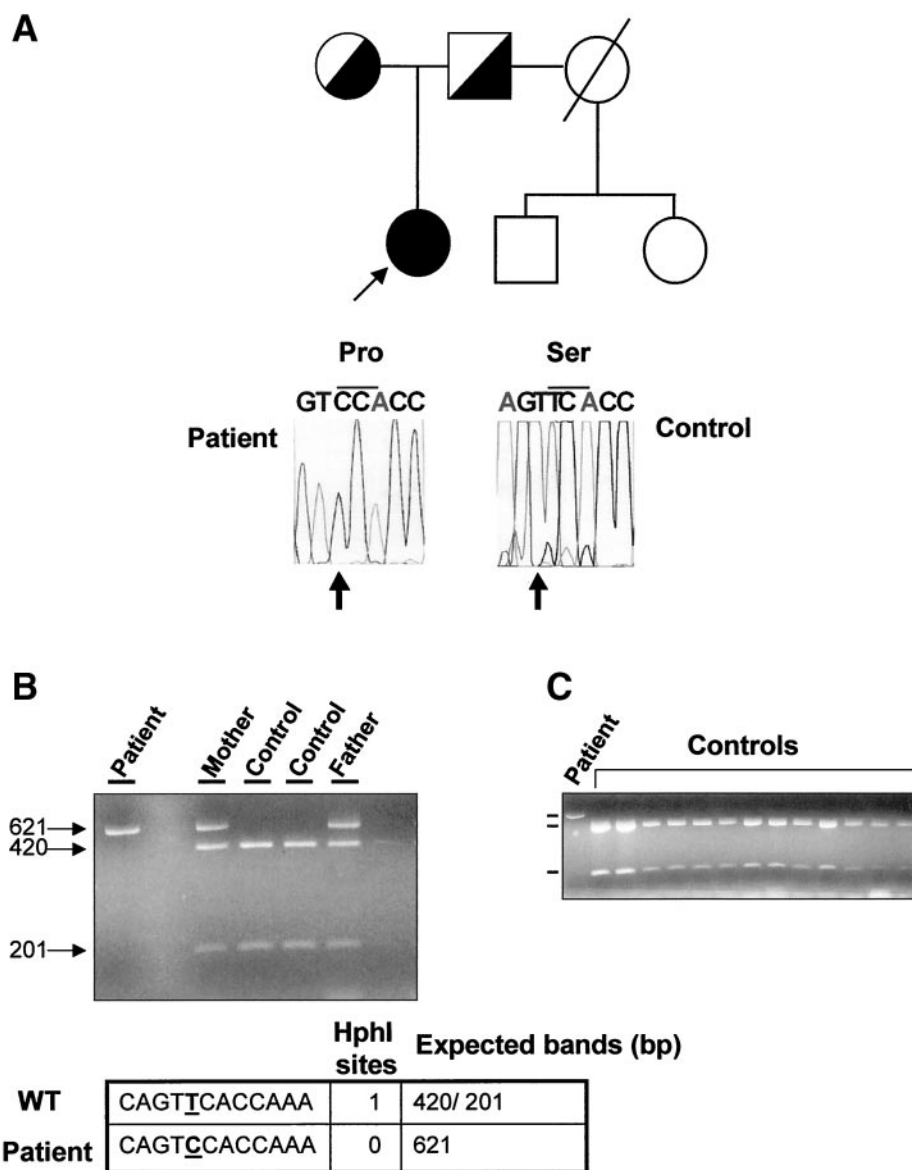 A
Pro
Ser
GTCCACC
AGTTCACC
Patient
Control
B
Patient
Mother
Control
Control
Father
621
420
201
C
Patient
Controls
HphI sites
Expected bands (bp)
WT
CAGTTCACCAAA
1
420/ 201
Patient
CAGTCCACCAAA
0
621